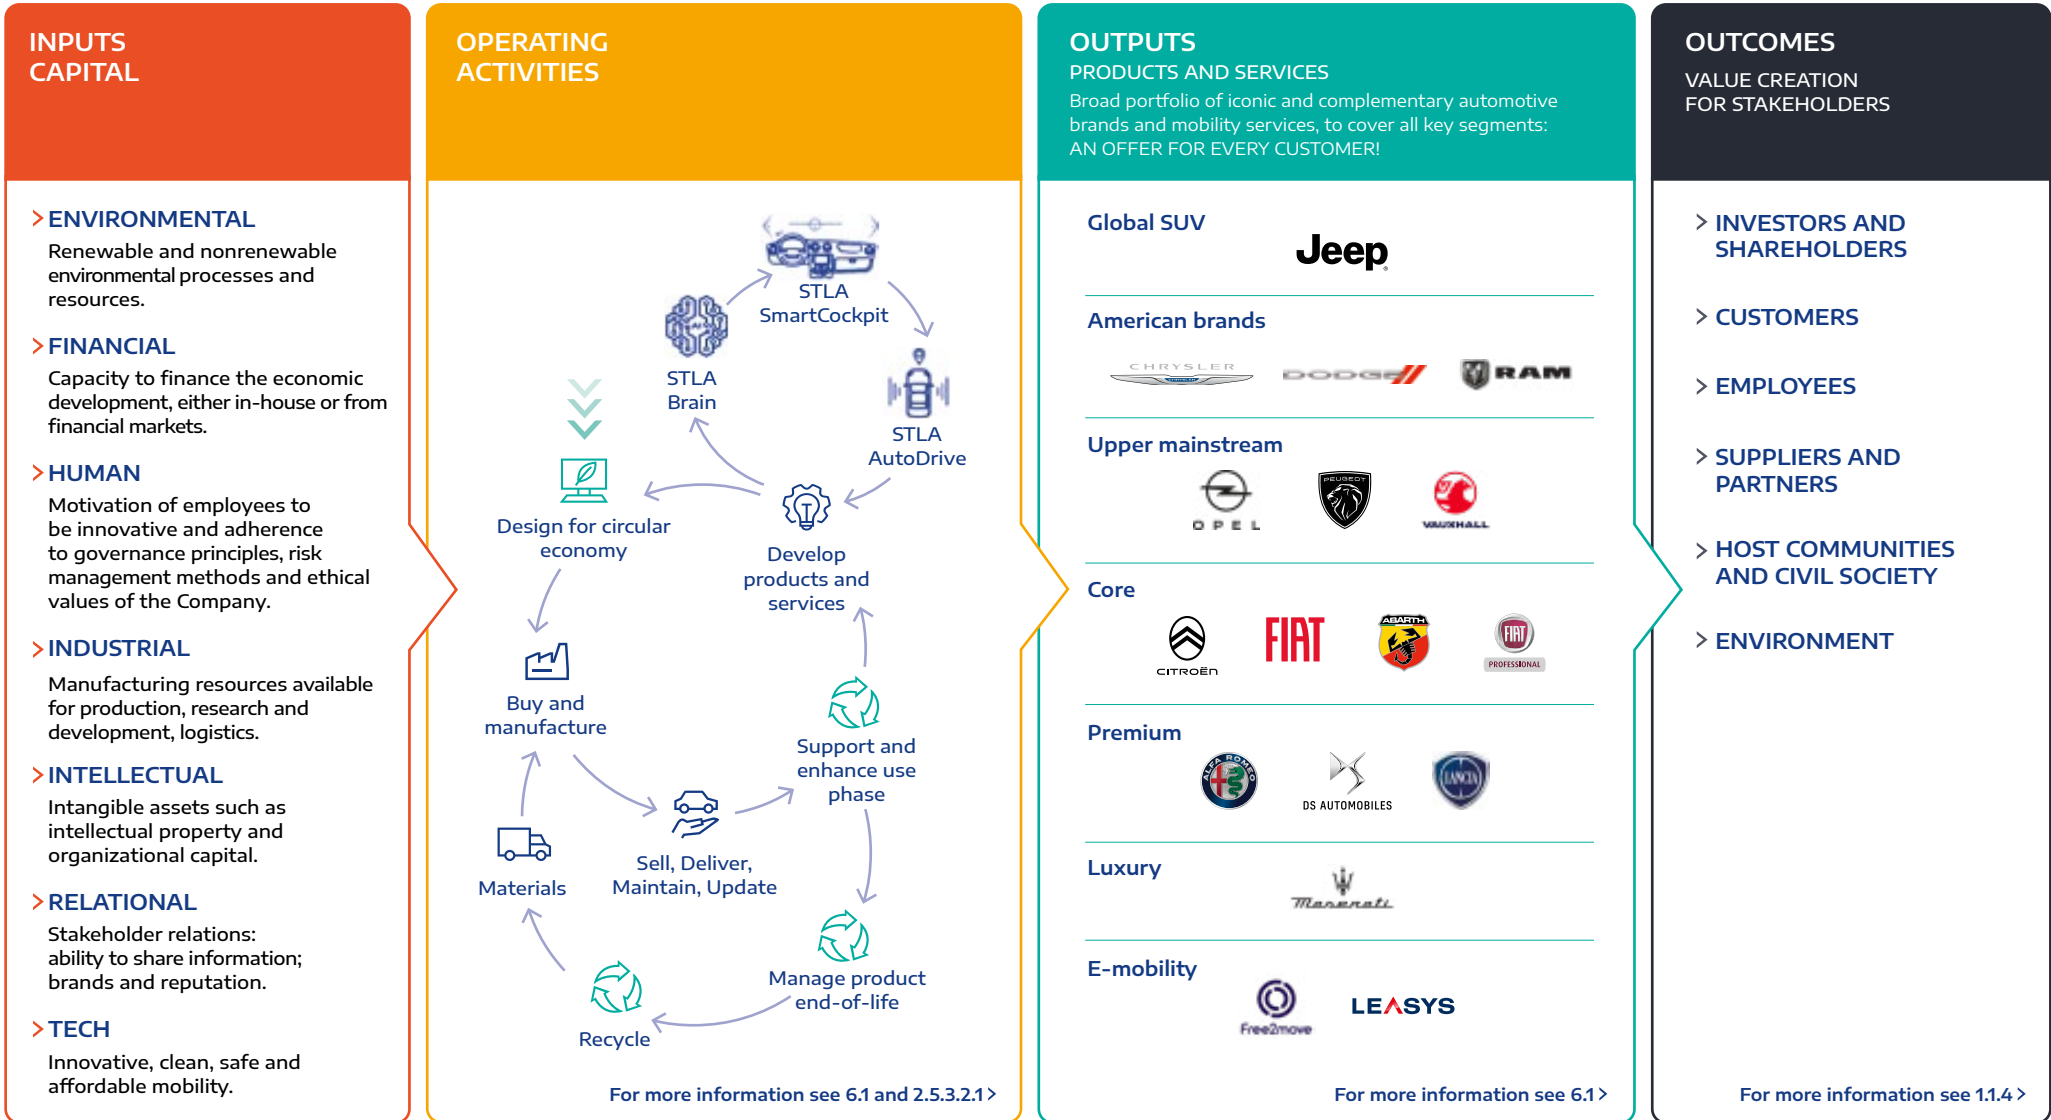 INPUTS
CAPITAL
> ENVIRONMENTAL
Renewable and nonrenewable
environmental processes and
resources.
> FINANCIAL
Capacity to finance the economic
development, either in-house or from
financial markets.
> HUMAN
Motivation of employees to
be innovative and adherence
to governance principles, risk
management methods and ethical
values of the Company.
> INDUSTRIAL
Manufacturing resources available
for production, research and
development, logistics.
> INTELLECTUAL
Intangible assets such as
intellectual property and
organizational capital.
> RELATIONAL
Stakeholder relations:
ability to share information;
brands and reputation.
> TECH
Innovative, clean, safe and
affordable mobility.
OPERATING
ACTIVITIES
STLA
SmartCockpit
STLA
Brain
STLA
AutoDrive
Design for circular
economy
Develop
products and
services
Buy and
manufacture
Support and
enhance use
phase
Sell, Deliver,
Maintain, Update
Materials
Manage product
end-of-life
Recycle
For more information see 6.1 and 2.5.3.2.1 >
OUTPUTS
PRODUCTS AND SERVICES
Broad portfolio of iconic and complementary automotive
brands and mobility services, to cover all key segments:
AN OFFER FOR EVERY CUSTOMER!
Global SUV
Jeep
American brands
CHRYSLER
DODGE
RAM
Upper mainstream
OPEL
PEUGEOT
VAUXHALL
Core
CITROËN
FIAT
ABARTH
FIAT
PROFESSIONAL
Premium
ALFA ROMEO
DS AUTOMOBILES
LANCIA
Luxury
Maserati
E-mobility
Free2move
LEASYS
For more information see 6.1 >
OUTCOMES
VALUE CREATION
FOR STAKEHOLDERS
> INVESTORS AND
SHAREHOLDERS
> CUSTOMERS
> EMPLOYEES
> SUPPLIERS AND
PARTNERS
> HOST COMMUNITIES
AND CIVIL SOCIETY
> ENVIRONMENT
For more information see 1.1.4 >